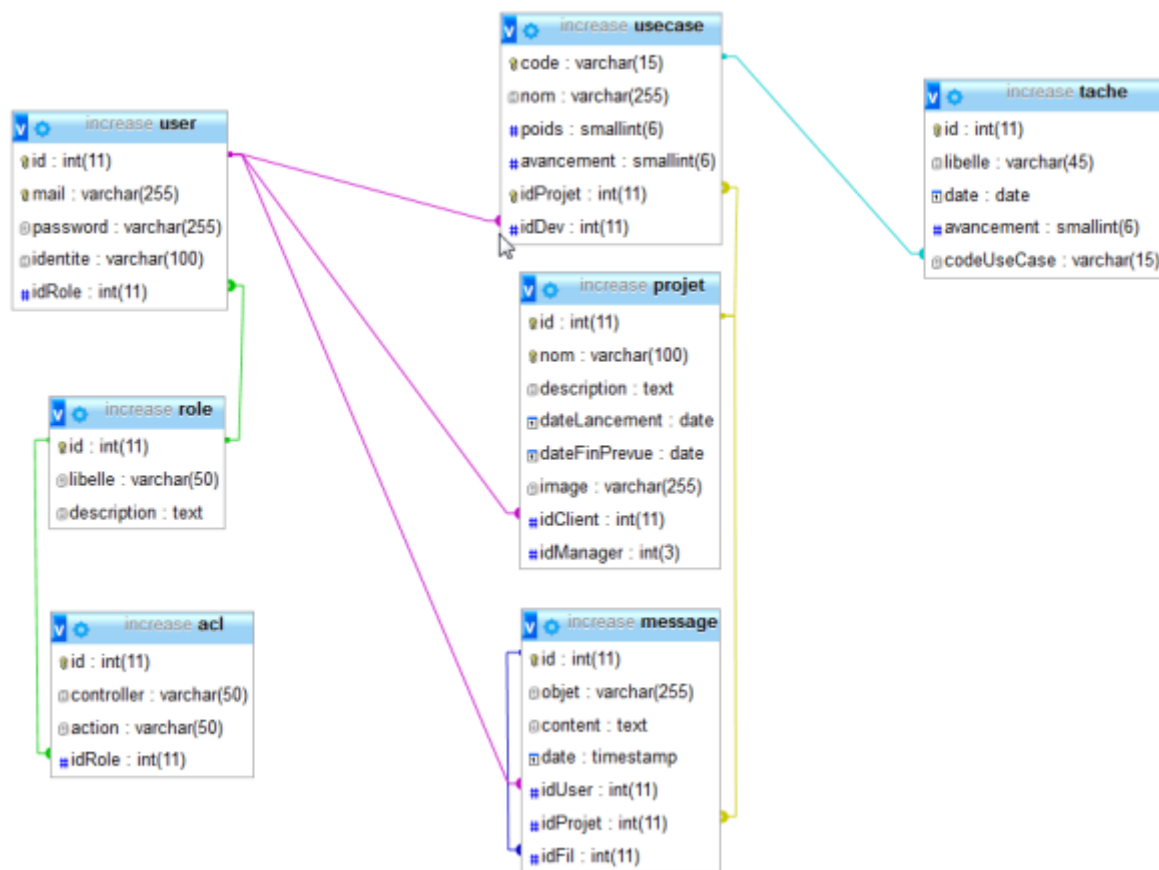 increase user
id : int(11)
mail : varchar(255)
password : varchar(255)
identite : varchar(100)
#idRole : int(11)
increase role
id : int(11)
libelle : varchar(50)
description : text
increase acl
id : int(11)
controller : varchar(50)
action : varchar(50)
#idRole : int(11)
increase usecase
code : varchar(15)
nom : varchar(255)
#poids : smallint(6)
#avancement : smallint(6)
idProjet : int(11)
#idDev : int(11)
increase projet
id : int(11)
nom : varchar(100)
description : text
dateLancement : date
dateFinPrevue : date
image : varchar(255)
#idClient : int(11)
#idManager : int(3)
increase message
id : int(11)
objet : varchar(255)
content : text
date : timestamp
#idUser : int(11)
#idProjet : int(11)
#idFil : int(11)
increase tache
id : int(11)
libelle : varchar(45)
date : date
#avancement : smallint(6)
codeUseCase : varchar(15)